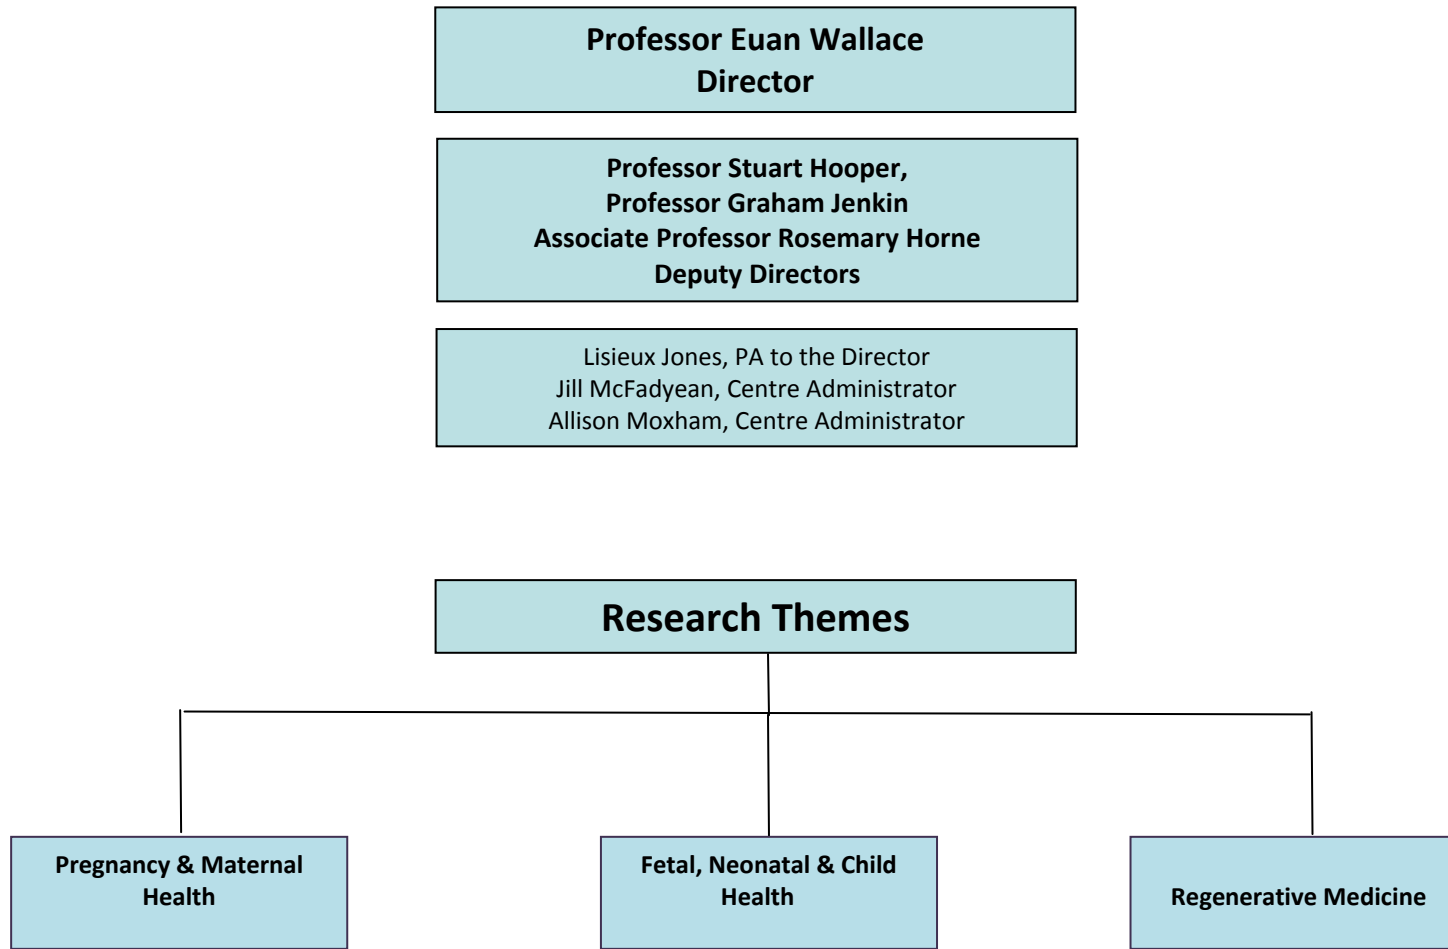 Professor Euan Wallace
Director
Professor Stuart Hooper,
Professor Graham Jenkin
Associate Professor Rosemary Horne
Deputy Directors
Lisieux Jones, PA to the Director
Jill McFadyean, Centre Administrator
Allison Moxham, Centre Administrator
Research Themes
Pregnancy & Maternal
Health
Fetal, Neonatal & Child
Health
Regenerative Medicine